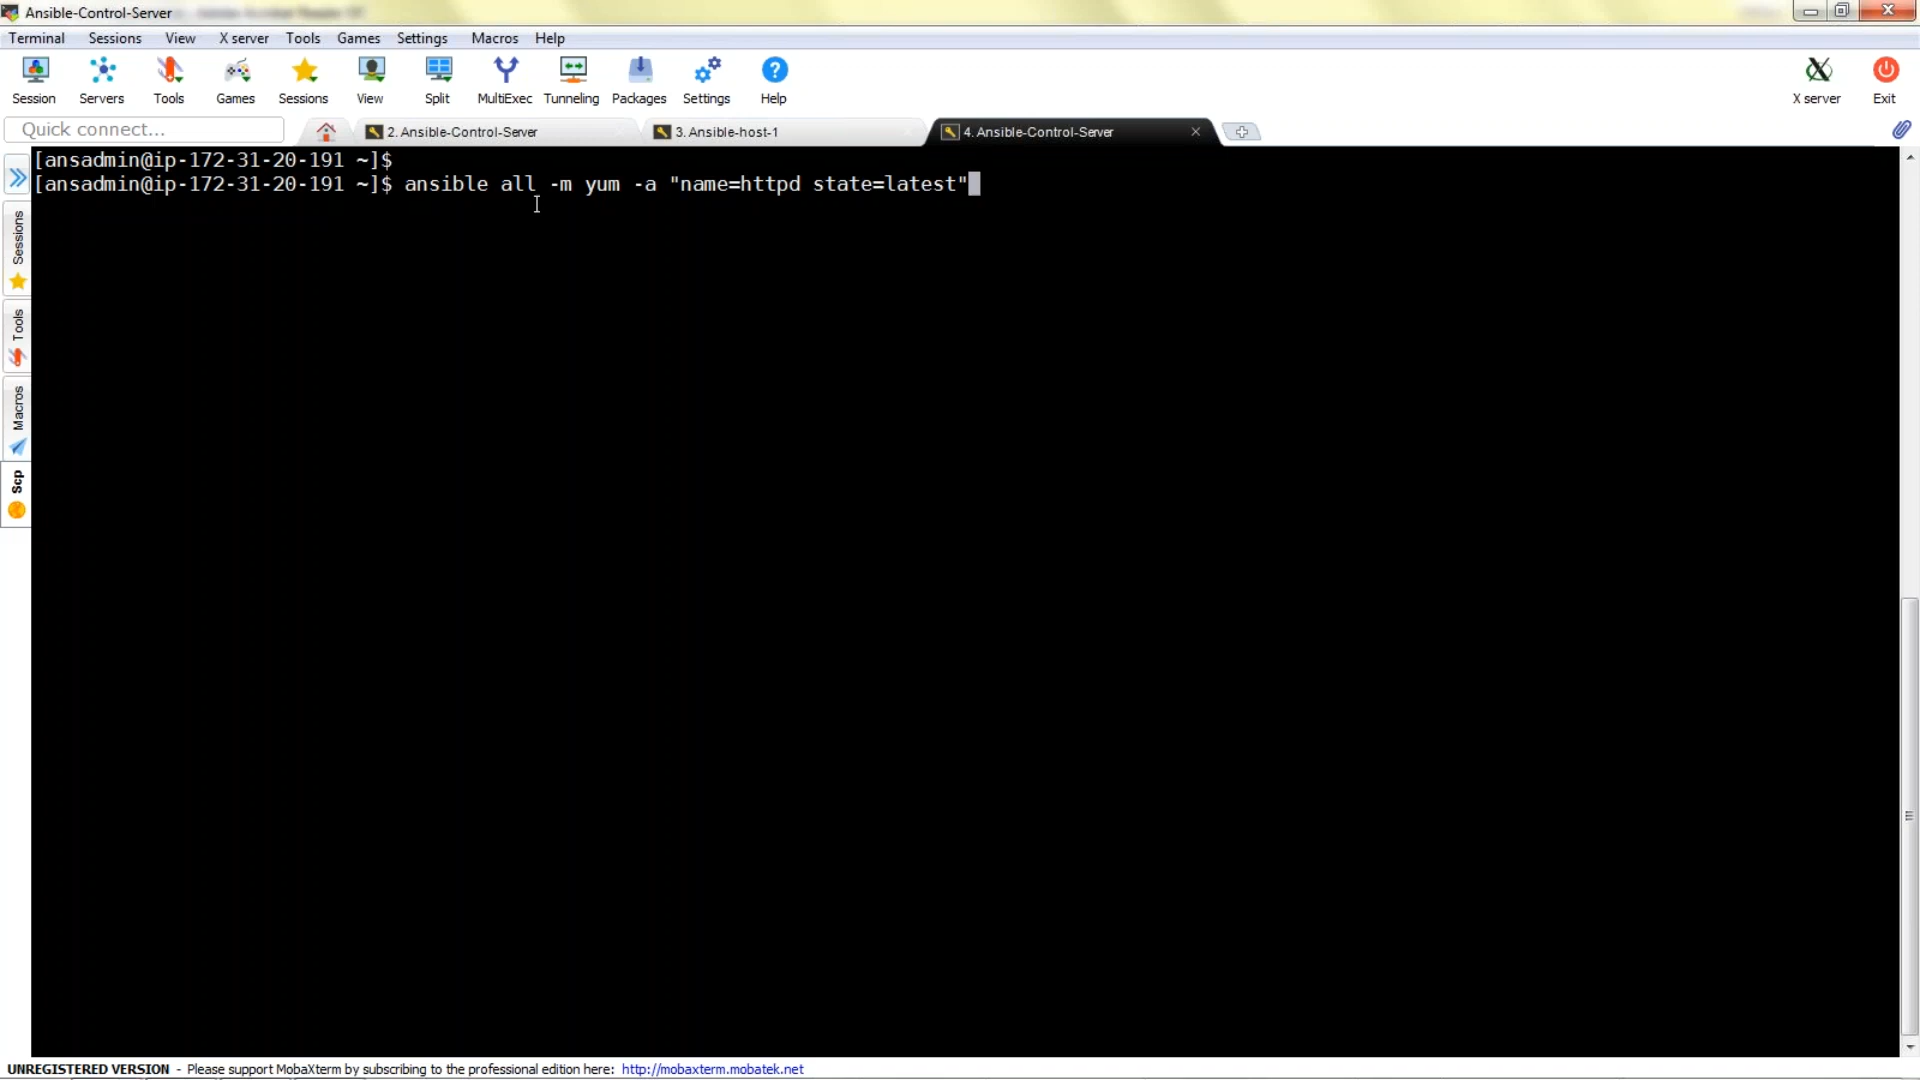 Ansible-Control-Server
Terminal Sessions View X server Tools Games Settings Macros Help
Session Servers Tools Games Sessions View Split MultiExec Tunneling Packages Settings Help X server Exit
Quick connect... 2. Ansible-Control-Server 3. Ansible-host-1 4. Ansible-Control-Server
[ansadmin@ip-172-31-20-191 ~]$
[ansadmin@ip-172-31-20-191 ~]$ ansible all -m yum -a "name=httpd state=latest"
Sessions
Tools
Macros
Scp
UNREGISTERED VERSION - Please support MobaXterm by subscribing to the professional edition here: http://mobaxterm.mobatek.net